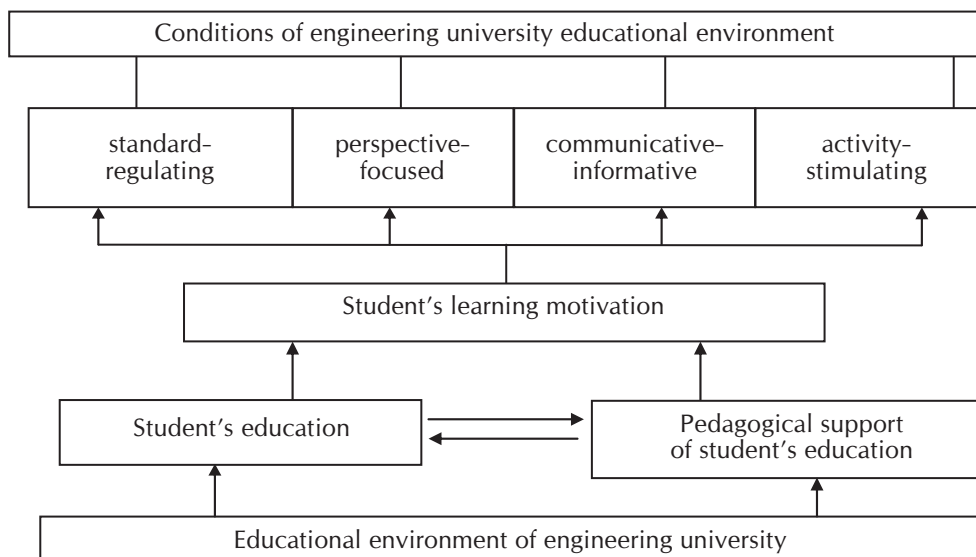 Conditions of engineering university educational environment
standard-
regulating
perspective-
focused
communicative-
informative
activity-
stimulating
Student’s learning motivation
Student’s education
Pedagogical support
of student’s education
Educational environment of engineering university